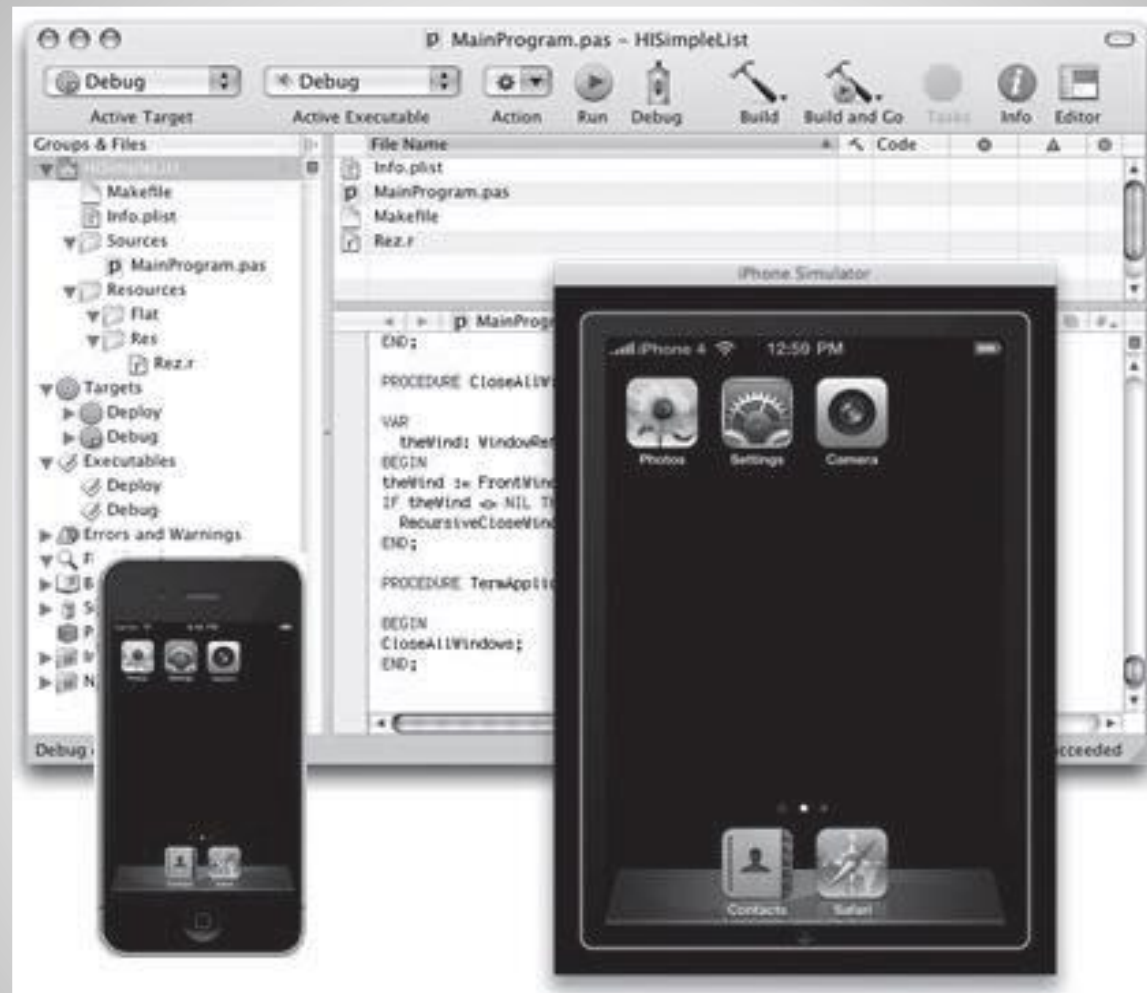 MainProgram.pas - HISimpleList
Debug Debug
Active Target Active Executable Action Run Debug Build Build and Go Tasks Info Editor
Groups & Files
HISimpleList
Makefile
Info.plist
Sources
MainProgram.pas
Resources
Flat
Res
Rez.r
Targets
Deploy
Debug
Executables
Deploy
Debug
Errors and Warnings
File Name Code
Info.plist
MainProgram.pas
Makefile
Rez.r
MainProgr
END;
PROCEDURE CloseAllWi
VAR
theWind: WindowRef
BEGIN
theWind := FrontWind
IF theWind <> NIL TH
RecursiveCloseWind
END;
PROCEDURE TermApplic
BEGIN
CloseAllWindows;
END;
Debug
cceeded
iPhone Simulator
iPhone 4 12:59 PM
Photos Settings Camera
Contacts Safari